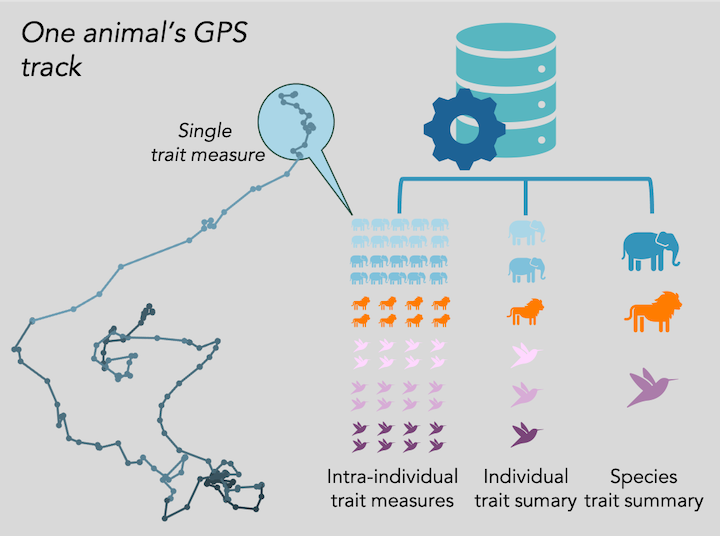 One animal's GPS
track
Single
trait measure
Intra-individual
trait measures
Individual
trait sumary
Species
trait summary